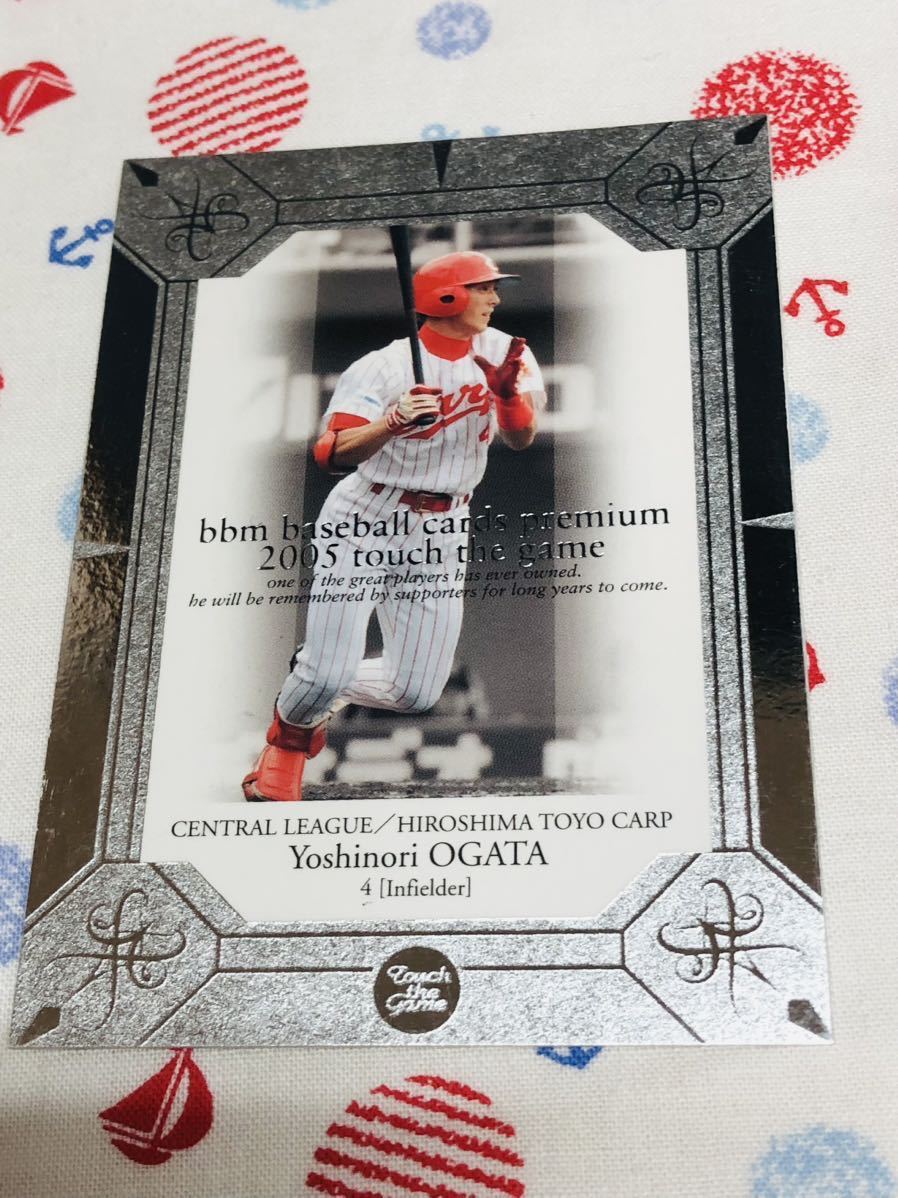 Carp
4
bbm baseball cards premium
2005 touch the game
one of the great players has ever owned.
he will be remembered by supporters for long years to come.
CENTRAL LEAGUE／HIROSHIMA TOYO CARP
Yoshinori OGATA
4 [Infielder]
Touch
the
Game